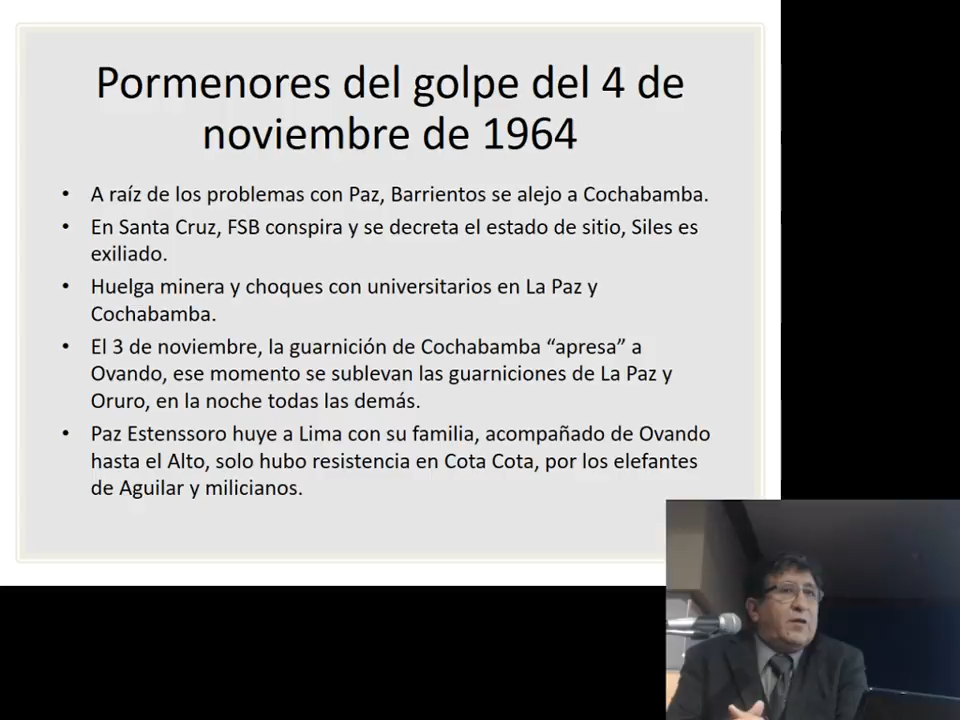 Pormenores del golpe del 4 de
noviembre de 1964
• A raíz de los problemas con Paz, Barrientos se alejo a Cochabamba.
• En Santa Cruz, FSB conspira y se decreta el estado de sitio, Siles es
exiliado.
• Huelga minera y choques con universitarios en La Paz y
Cochabamba.
• El 3 de noviembre, la guarnición de Cochabamba “apresa” a
Ovando, ese momento se sublevan las guarniciones de La Paz y
Oruro, en la noche todas las demás.
• Paz Estenssoro huye a Lima con su familia, acompañado de Ovando
hasta el Alto, solo hubo resistencia en Cota Cota, por los elefantes
de Aguilar y milicianos.